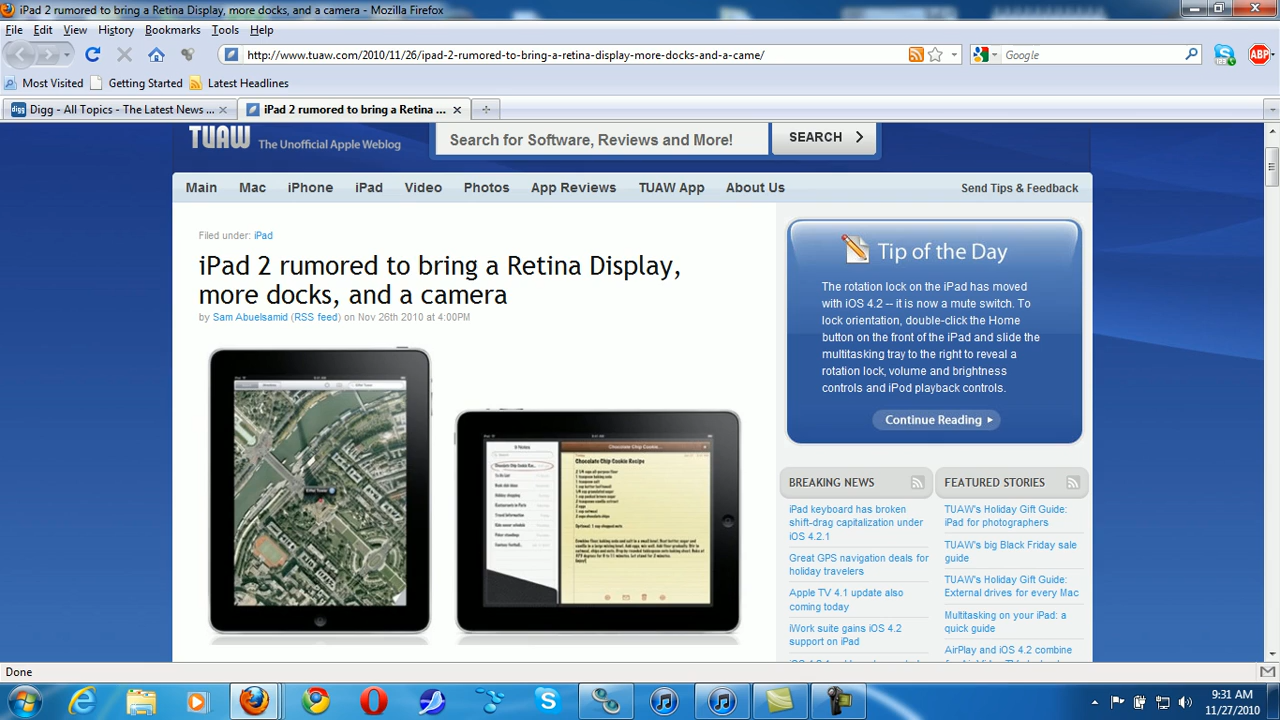 iPad 2 rumored to bring a Retina Display, more docks, and a camera - Mozilla Firefox
File Edit View History Bookmarks Tools Help
http://www.tuaw.com/2010/11/26/ipad-2-rumored-to-bring-a-retina-display-more-docks-and-a-came/
Google
ABP
Most Visited Getting Started Latest Headlines
digg Digg - All Topics - The Latest News ...
iPad 2 rumored to bring a Retina ...
TUAW The Unofficial Apple Weblog
Search for Software, Reviews and More!
SEARCH
Main Mac iPhone iPad Video Photos App Reviews TUAW App About Us
Send Tips & Feedback
Filed under: iPad
iPad 2 rumored to bring a Retina Display,
more docks, and a camera
by Sam Abuelsamid (RSS feed) on Nov 26th 2010 at 4:00PM
Chocolate Chip Cookie Recipe
Tip of the Day
The rotation lock on the iPad has moved
with iOS 4.2 -- it is now a mute switch. To
lock orientation, double-click the Home
button on the front of the iPad and slide the
multitasking tray to the right to reveal a
rotation lock, volume and brightness
controls and iPod playback controls.
Continue Reading
BREAKING NEWS
iPad keyboard has broken
shift-drag capitalization under
iOS 4.2.1
Great GPS navigation deals for
holiday travelers
Apple TV 4.1 update also
coming today
iWork suite gains iOS 4.2
support on iPad
FEATURED STORIES
TUAW's Holiday Gift Guide:
iPad for photographers
TUAW's big Black Friday sale
guide
TUAW's Holiday Gift Guide:
External drives for every Mac
Multitasking on your iPad: a
quick guide
AirPlay and iOS 4.2 combine
Done
9:31 AM
11/27/2010